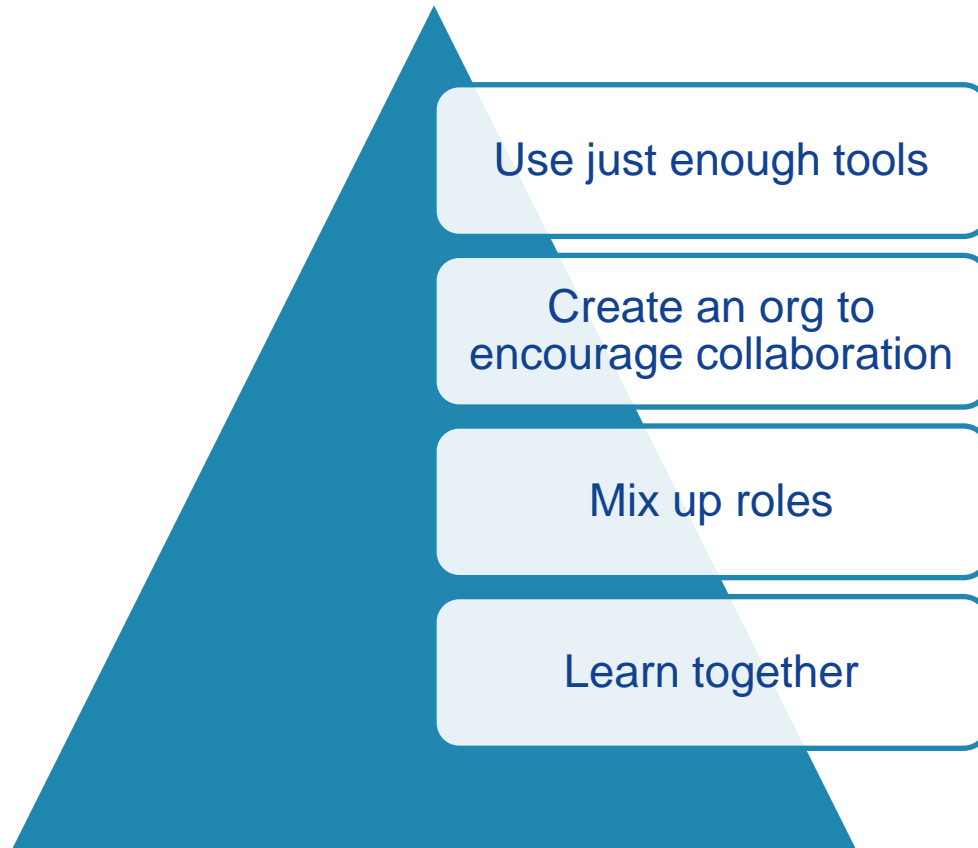 Use just enough tools
Create an org to
encourage collaboration
Mix up roles
Learn together